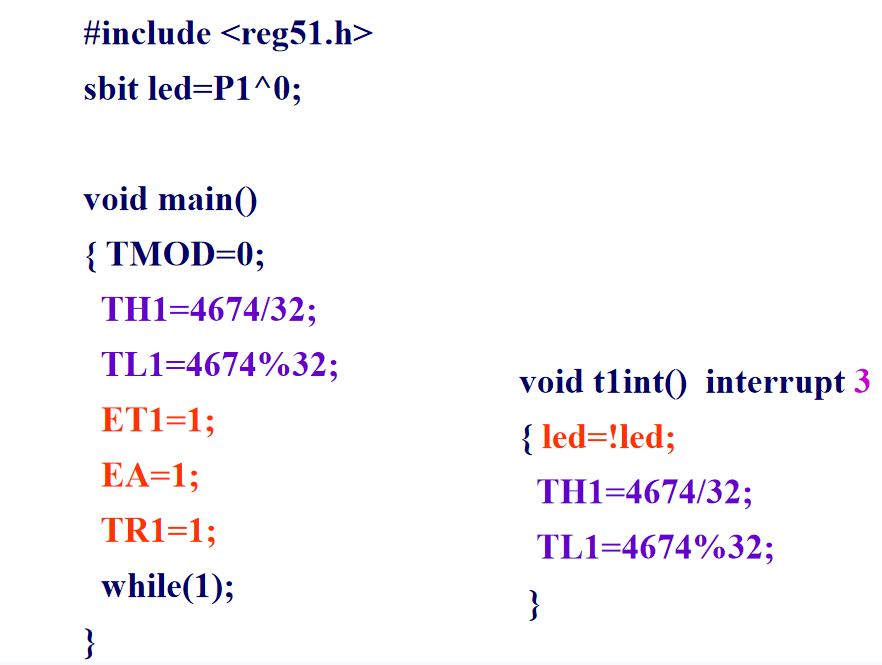 #include <reg51.h>
sbit led=P1^0;
void main()
{ TMOD=0;
TH1=4674/32;
TL1=4674%32;
ET1=1;
EA=1;
TR1=1;
while(1);
}
void t1int() interrupt 3
{ led=!led;
TH1=4674/32;
TL1=4674%32;
}